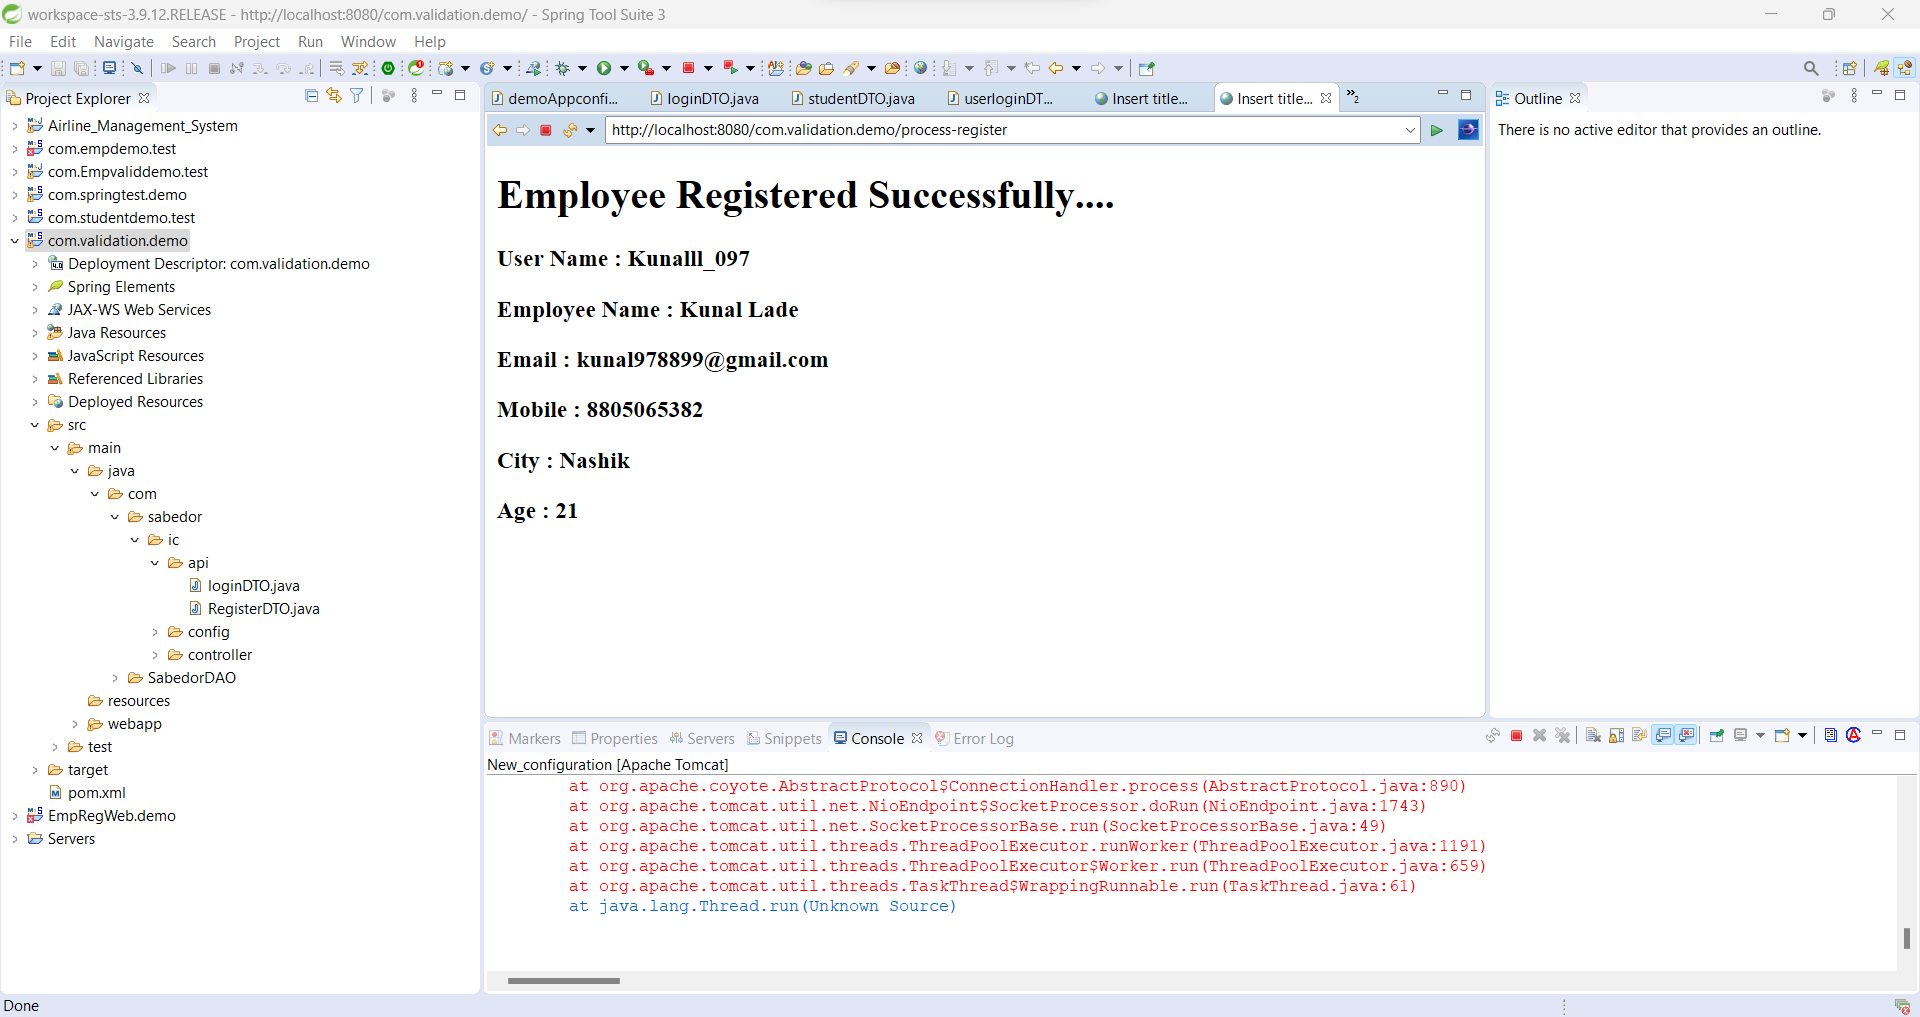 workspace-sts-3.9.12.RELEASE - http://localhost:8080/com.validation.demo/ - Spring Tool Suite 3
File Edit Navigate Search Project Run Window Help
Project Explorer
Airline_Management_System
com.empdemo.test
com.Empvaliddemo.test
com.springtest.demo
com.studentdemo.test
com.validation.demo
Deployment Descriptor: com.validation.demo
Spring Elements
JAX-WS Web Services
Java Resources
JavaScript Resources
Referenced Libraries
Deployed Resources
src
main
java
com
sabedor
ic
api
loginDTO.java
RegisterDTO.java
config
controller
SabedorDAO
resources
webapp
test
target
pom.xml
EmpRegWeb.demo
Servers
demoAppconfi... loginDTO.java studentDTO.java userloginDT... Insert title... Insert title... »2
http://localhost:8080/com.validation.demo/process-register
Employee Registered Successfully....
User Name : Kunalll_097
Employee Name : Kunal Lade
Email : kunal978899@gmail.com
Mobile : 8805065382
City : Nashik
Age : 21
Outline
There is no active editor that provides an outline.
Markers Properties Servers Snippets Console Error Log
New_configuration [Apache Tomcat]
at org.apache.coyote.AbstractProtocol$ConnectionHandler.process(AbstractProtocol.java:890)
at org.apache.tomcat.util.net.NioEndpoint$SocketProcessor.doRun(NioEndpoint.java:1743)
at org.apache.tomcat.util.net.SocketProcessorBase.run(SocketProcessorBase.java:49)
at org.apache.tomcat.util.threads.ThreadPoolExecutor.runWorker(ThreadPoolExecutor.java:1191)
at org.apache.tomcat.util.threads.ThreadPoolExecutor$Worker.run(ThreadPoolExecutor.java:659)
at org.apache.tomcat.util.threads.TaskThread$WrappingRunnable.run(TaskThread.java:61)
at java.lang.Thread.run(Unknown Source)
Done